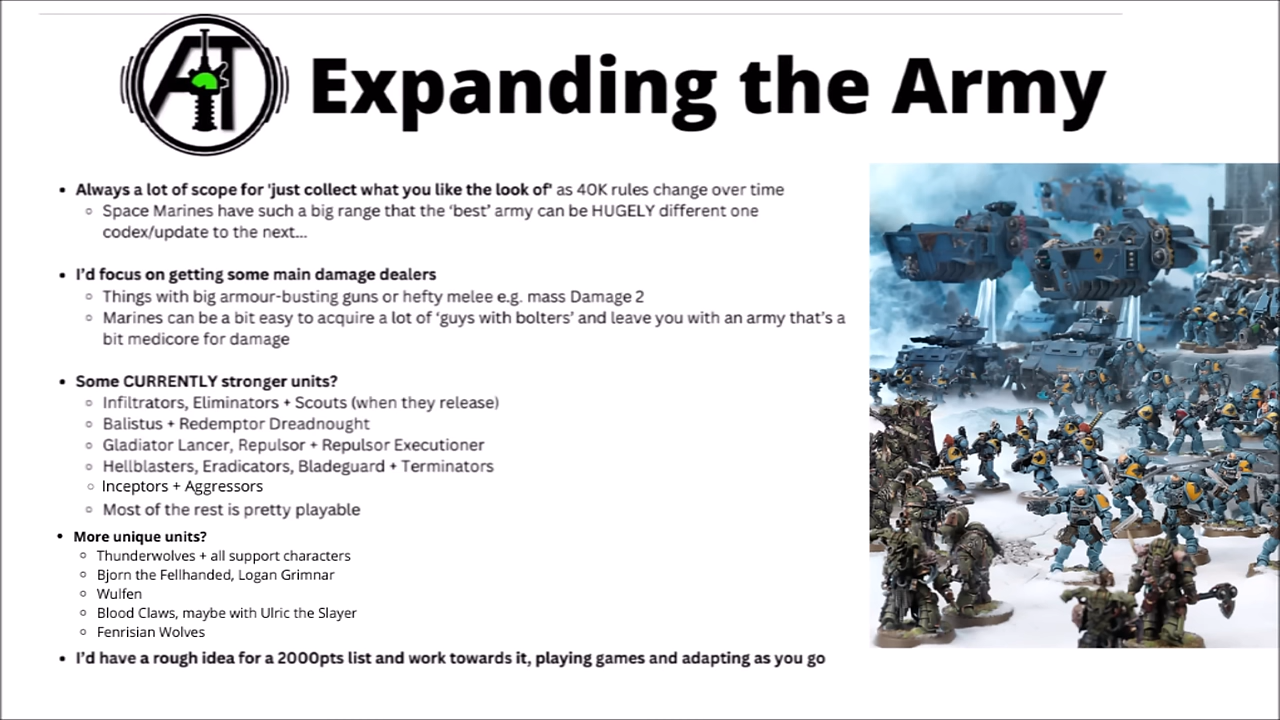 AT
Expanding the Army
• Always a lot of scope for 'just collect what you like the look of' as 40K rules change over time
○ Space Marines have such a big range that the ‘best’ army can be HUGELY different one
codex/update to the next...
• I’d focus on getting some main damage dealers
○ Things with big armour-busting guns or hefty melee e.g. mass Damage 2
○ Marines can be a bit easy to acquire a lot of ‘guys with bolters’ and leave you with an army that’s a
bit medicore for damage
• Some CURRENTLY stronger units?
○ Infiltrators, Eliminators + Scouts (when they release)
○ Balistus + Redemptor Dreadnought
○ Gladiator Lancer, Repulsor + Repulsor Executioner
○ Hellblasters, Eradicators, Bladeguard + Terminators
○ Inceptors + Aggressors
○ Most of the rest is pretty playable
• More unique units?
○ Thunderwolves + all support characters
○ Bjorn the Fellhanded, Logan Grimnar
○ Wulfen
○ Blood Claws, maybe with Ulric the Slayer
○ Fenrisian Wolves
• I’d have a rough idea for a 2000pts list and work towards it, playing games and adapting as you go